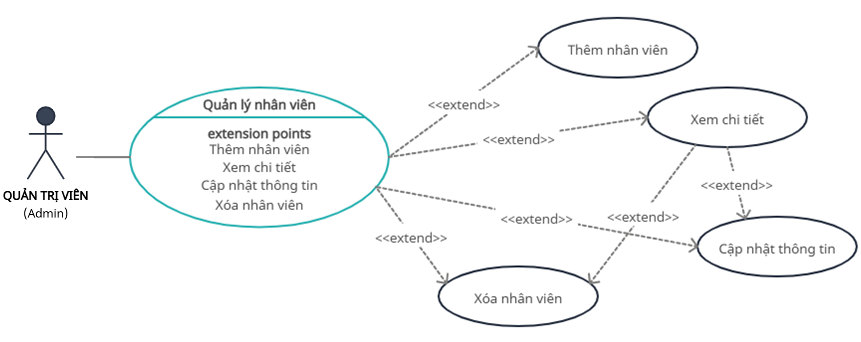 Thêm nhân viên
<<extend>>
Quản lý nhân viên
extension points
Thêm nhân viên
Xem chi tiết
Cập nhật thông tin
Xóa nhân viên
Xem chi tiết
<<extend>>
QUẢN TRỊ VIÊN
(Admin)
<<extend>>
<<extend>>
<<extend>>
<<extend>>
Cập nhật thông tin
Xóa nhân viên